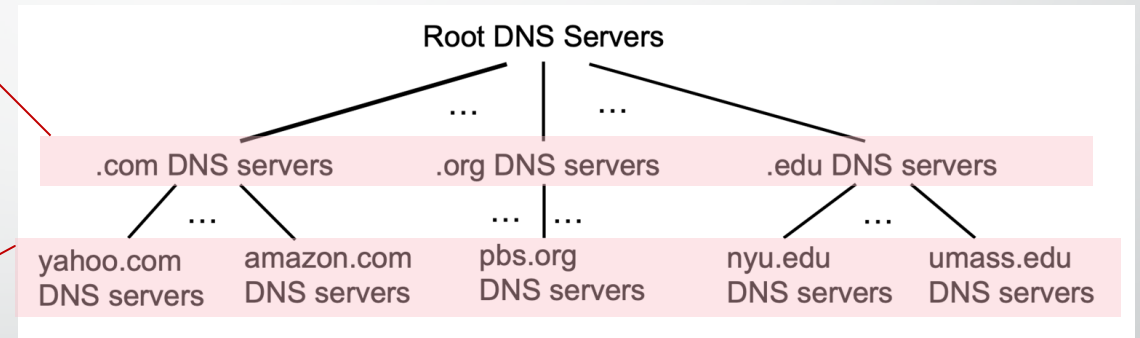 Root DNS Servers
... ...
.com DNS servers .org DNS servers .edu DNS servers
... ... ... ...
yahoo.com amazon.com pbs.org nyu.edu umass.edu
DNS servers DNS servers DNS servers DNS servers DNS servers